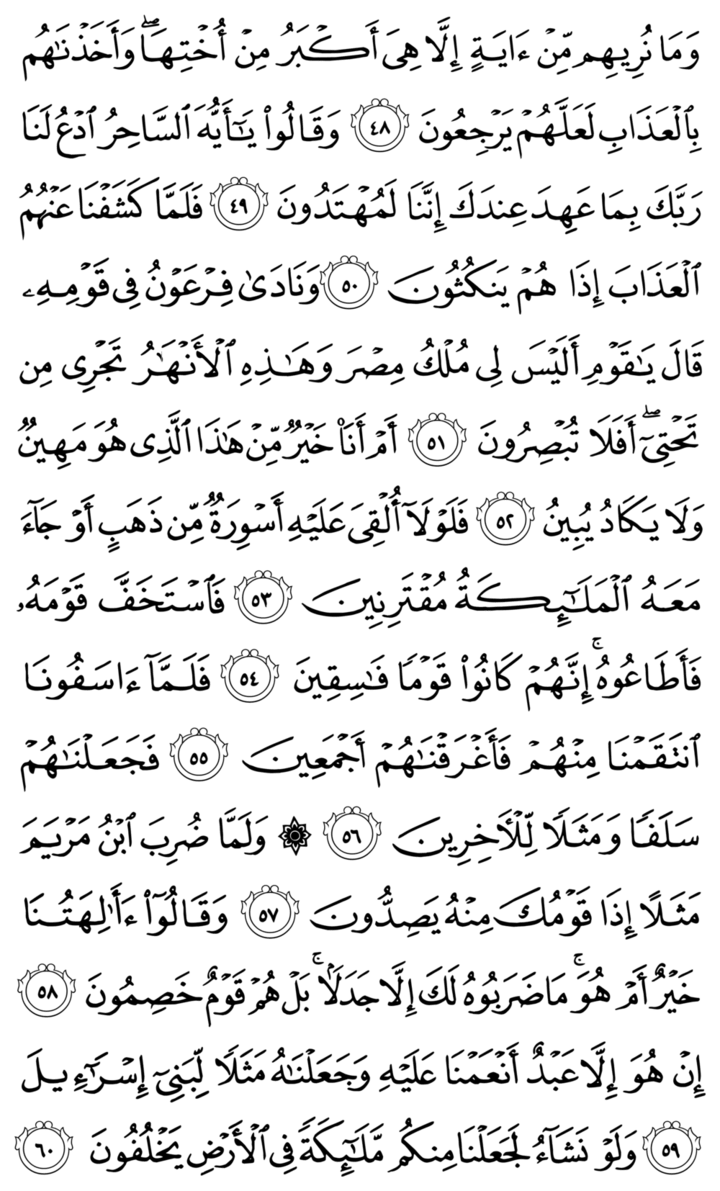 وَمَا نُرِيهِم مِّنْ ءَايَةٍ إِلَّا هِىَ أَكْبَرُ مِنْ أُخْتِهَا ۖ وَأَخَذْنَٰهُم
بِٱلْعَذَابِ لَعَلَّهُمْ يَرْجِعُونَ ٤٨ وَقَالُوا۟ يَٰٓأَيُّهَ ٱلسَّاحِرُ ٱدْعُ لَنَا
رَبَّكَ بِمَا عَهِدَ عِندَكَ إِنَّنَا لَمُهْتَدُونَ ٤٩ فَلَمَّا كَشَفْنَا عَنْهُمُ
ٱلْعَذَابَ إِذَا هُمْ يَنكُثُونَ ٥٠ وَنَادَىٰ فِرْعَوْنُ فِى قَوْمِهِۦ
قَالَ يَٰقَوْمِ أَلَيْسَ لِى مُلْكُ مِصْرَ وَهَٰذِهِ ٱلْأَنْهَٰرُ تَجْرِى مِن
تَحْتِىٓ ۖ أَفَلَا تُبْصِرُونَ ٥١ أَمْ أَنَا۠ خَيْرٌ مِّنْ هَٰذَا ٱلَّذِى هُوَ مَهِينٌ
وَلَا يَكَادُ يُبِينُ ٥٢ فَلَوْلَآ أُلْقِىَ عَلَيْهِ أَسْوِرَةٌ مِّن ذَهَبٍ أَوْ جَآءَ
مَعَهُ ٱلْمَلَٰٓئِكَةُ مُقْتَرِنِينَ ٥٣ فَٱسْتَخَفَّ قَوْمَهُۥ
فَأَطَاعُوهُ ۚ إِنَّهُمْ كَانُوا۟ قَوْمًا فَٰسِقِينَ ٥٤ فَلَمَّآ ءَاسَفُونَا
ٱنتَقَمْنَا مِنْهُمْ فَأَغْرَقْنَٰهُمْ أَجْمَعِينَ ٥٥ فَجَعَلْنَٰهُمْ
سَلَفًا وَمَثَلًا لِّلْـَٔاخِرِينَ ٥٦ ۞ وَلَمَّا ضُرِبَ ٱبْنُ مَرْيَمَ
مَثَلًا إِذَا قَوْمُكَ مِنْهُ يَصِدُّونَ ٥٧ وَقَالُوٓا۟ ءَأَٰلِهَتُنَا
خَيْرٌ أَمْ هُوَ ۚ مَا ضَرَبُوهُ لَكَ إِلَّا جَدَلًۢا ۚ بَلْ هُمْ قَوْمٌ خَصِمُونَ ٥٨
إِنْ هُوَ إِلَّا عَبْدٌ أَنْعَمْنَا عَلَيْهِ وَجَعَلْنَٰهُ مَثَلًا لِّبَنِىٓ إِسْرَٰٓءِيلَ
٥٩ وَلَوْ نَشَآءُ لَجَعَلْنَا مِنكُم مَّلَٰٓئِكَةً فِى ٱلْأَرْضِ يَخْلُفُونَ ٦٠